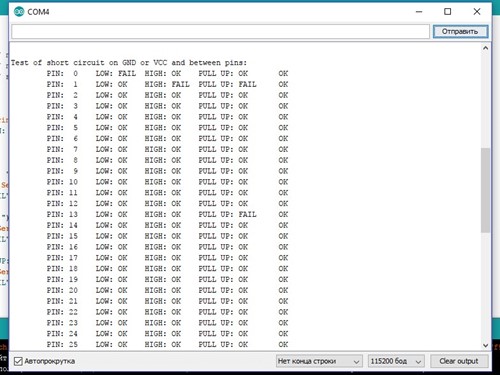 COM4
Отправить
Test of short circuit on GND or VCC and between pins:
PIN: 0 LOW: FAIL HIGH: OK PULL UP: OK OK
PIN: 1 LOW: OK HIGH: FAIL PULL UP: FAIL OK
PIN: 2 LOW: OK HIGH: OK PULL UP: OK OK
PIN: 3 LOW: OK HIGH: OK PULL UP: OK OK
PIN: 4 LOW: OK HIGH: OK PULL UP: OK OK
PIN: 5 LOW: OK HIGH: OK PULL UP: OK OK
PIN: 6 LOW: OK HIGH: OK PULL UP: OK OK
PIN: 7 LOW: OK HIGH: OK PULL UP: OK OK
PIN: 8 LOW: OK HIGH: OK PULL UP: OK OK
PIN: 9 LOW: OK HIGH: OK PULL UP: OK OK
PIN: 10 LOW: OK HIGH: OK PULL UP: OK OK
PIN: 11 LOW: OK HIGH: OK PULL UP: OK OK
PIN: 12 LOW: OK HIGH: OK PULL UP: OK OK
PIN: 13 LOW: OK HIGH: OK PULL UP: FAIL OK
PIN: 14 LOW: OK HIGH: OK PULL UP: OK OK
PIN: 15 LOW: OK HIGH: OK PULL UP: OK OK
PIN: 16 LOW: OK HIGH: OK PULL UP: OK OK
PIN: 17 LOW: OK HIGH: OK PULL UP: OK OK
PIN: 18 LOW: OK HIGH: OK PULL UP: OK OK
PIN: 19 LOW: OK HIGH: OK PULL UP: OK OK
PIN: 20 LOW: OK HIGH: OK PULL UP: OK OK
PIN: 21 LOW: OK HIGH: OK PULL UP: OK OK
PIN: 22 LOW: OK HIGH: OK PULL UP: OK OK
PIN: 23 LOW: OK HIGH: OK PULL UP: OK OK
PIN: 24 LOW: OK HIGH: OK PULL UP: OK OK
PIN: 25 LOW: OK HIGH: OK PULL UP: OK OK
Автопрокрутка Нет конца строки 115200 бод Clear output